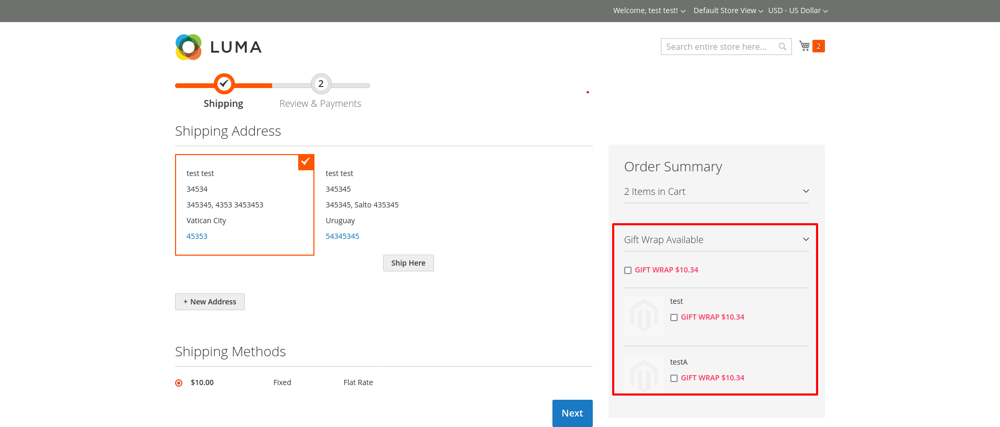 Welcome, test test! Default Store View USD - US Dollar
LUMA
Search entire store here... 2
2
Shipping Review & Payments
Shipping Address
test test
34534
345345, 4353 3453453
Vatican City
45353
test test
345345
345345, Salto 435345
Uruguay
54345345
Ship Here
+ New Address
Shipping Methods
$10.00 Fixed Flat Rate
Next
Order Summary
2 Items in Cart
Gift Wrap Available
GIFT WRAP $10.34
test
GIFT WRAP $10.34
testA
GIFT WRAP $10.34